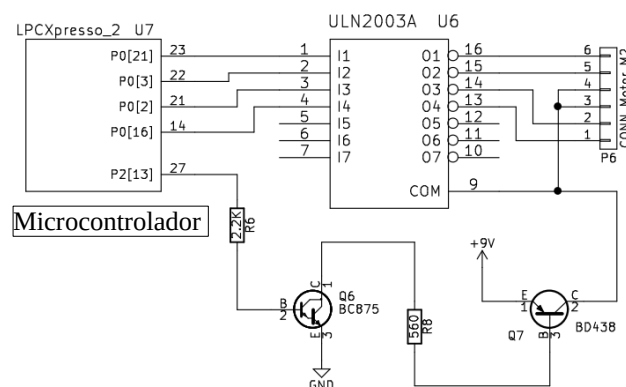 LPCXpresso_2 U7
ULN2003A U6
P0[21] 23
P0[3] 22
P0[2] 21
P0[16] 14
P2[13] 27
1 I1 O1 16
2 I2 O2 15
3 I3 O3 14
4 I4 O4 13
5 I5 O5 12
6 I6 O6 11
7 I7 O7 10
COM 9
6
5
4
3
2
1
CONN_Motor_M2
P6
Microcontrolador
2.2K
R6
B
2
C
1
E
3
Q6
BC875
GND
560
R8
+9V
E
1
C
2
B
3
Q7
BD438